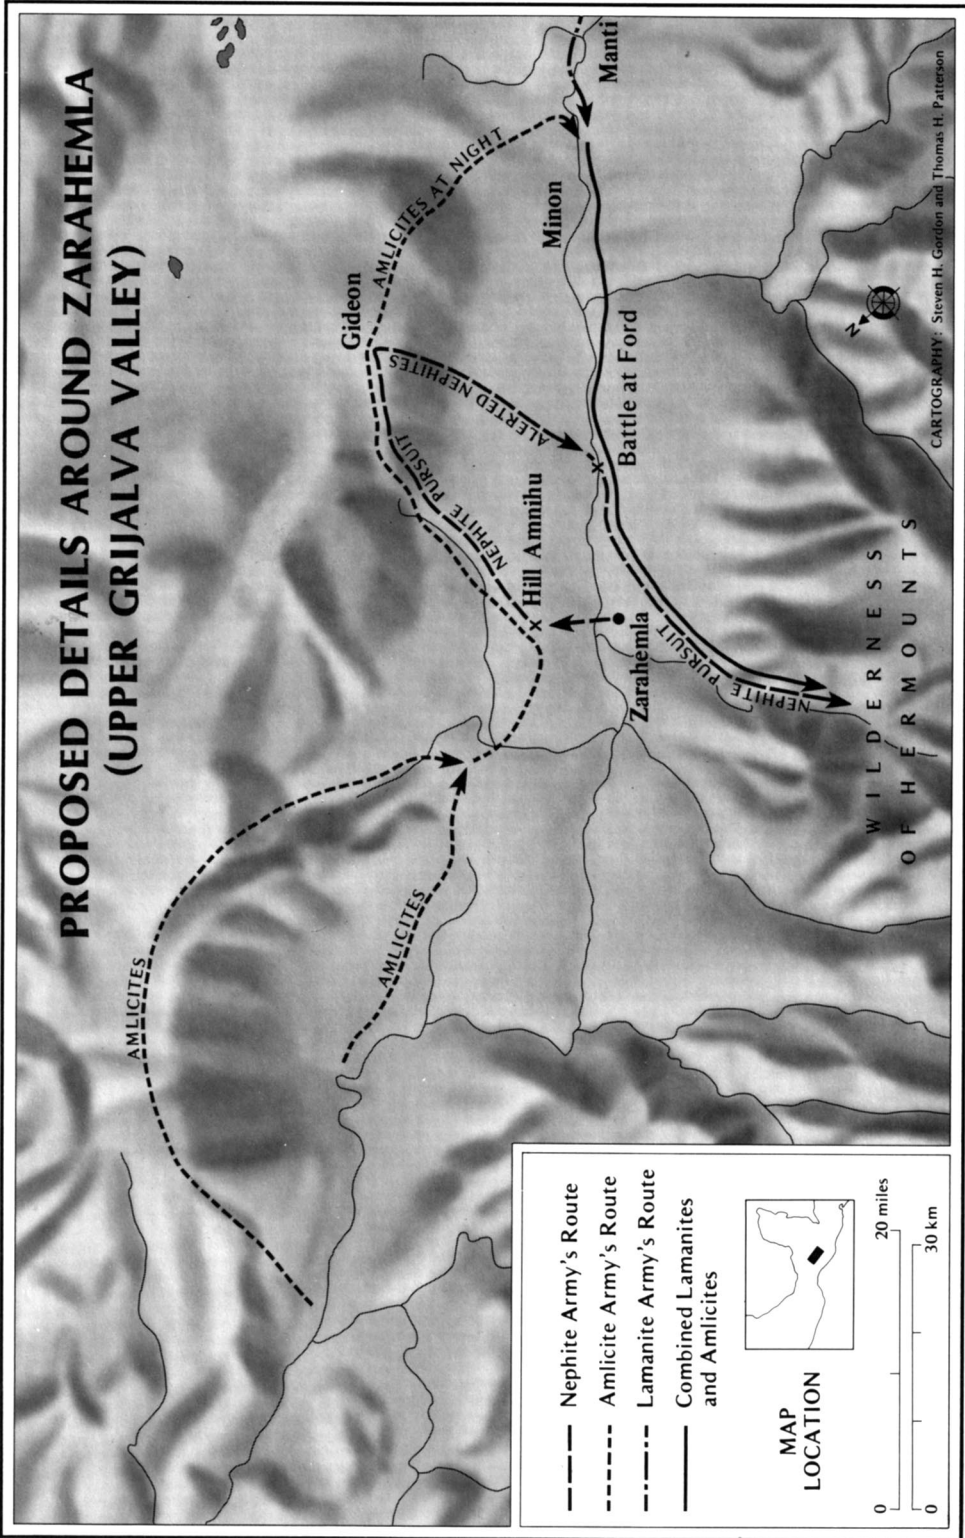 PROPOSED DETAILS AROUND ZARAHEMLA
(UPPER GRIJALVA VALLEY)
AMLICITES
AMLICITES
AMLICITES AT NIGHT
Gideon
NEPHITE PURSUIT
ALERTED NEPHITES
Hill Amnihu
Minon
Manti
Battle at Ford
Zarahemla
NEPHITE PURSUIT
WILDERNESS
OF HERMOUNTS
N
CARTOGRAPHY: Steven H. Gordon and Thomas H. Patterson
Nephite Army's Route
Amlicite Army's Route
Lamanite Army's Route
Combined Lamanites
and Amlicites
MAP
LOCATION
0 20 miles
0 30 km